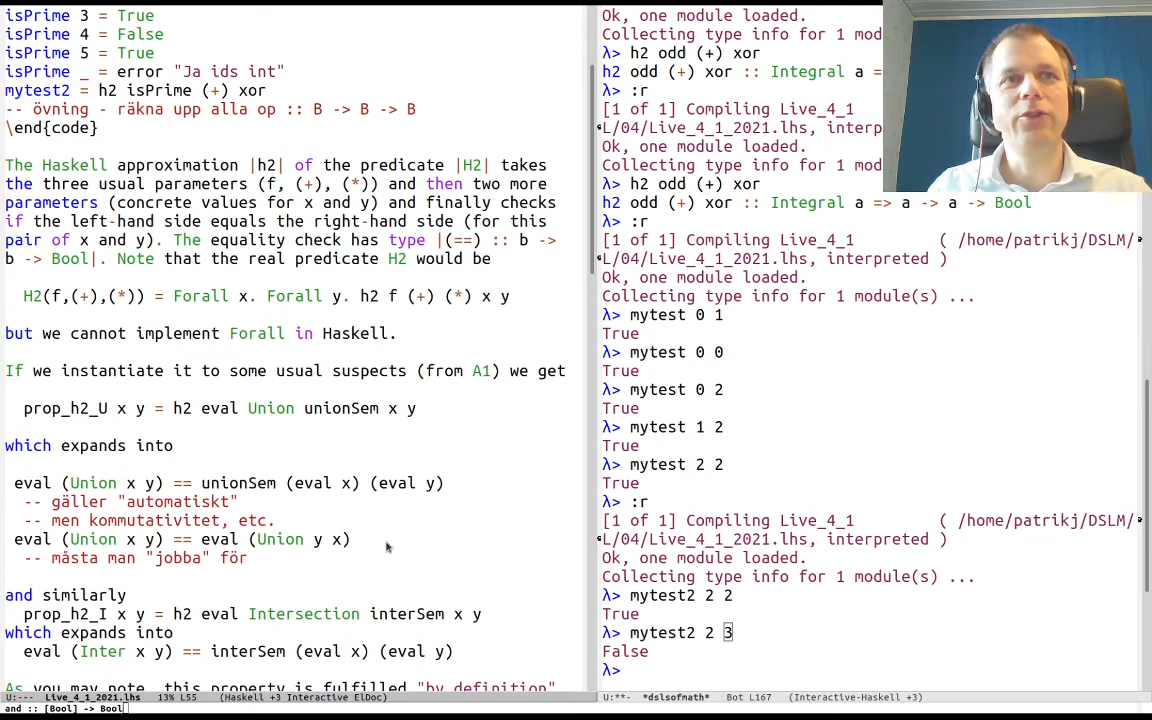 isPrime 3 = True
isPrime 4 = False
isPrime 5 = True
isPrime _ = error "Ja ids int"
mytest2 = h2 isPrime (+) xor
-- övning - räkna upp alla op :: B -> B -> B
\end{code}
The Haskell approximation |h2| of the predicate |H2| takes
the three usual parameters (f, (+), (*)) and then two more
parameters (concrete values for x and y) and finally checks
if the left-hand side equals the right-hand side (for this
pair of x and y). The equality check has type |(==) :: b ->
b -> Bool|. Note that the real predicate H2 would be
H2(f,(+),(*)) = Forall x. Forall y. h2 f (+) (*) x y
but we cannot implement Forall in Haskell.
If we instantiate it to some usual suspects (from A1) we get
prop_h2_U x y = h2 eval Union unionSem x y
which expands into
eval (Union x y) == unionSem (eval x) (eval y)
-- gäller "automatiskt"
-- men kommutativitet, etc.
eval (Union x y) == eval (Union y x)
-- måsta man "jobba" för
and similarly
prop_h2_I x y = h2 eval Intersection interSem x y
which expands into
eval (Inter x y) == interSem (eval x) (eval y)
As you may note, this property is fulfilled "by definition"
U:--- Live_4_1_2021.lhs 13% L55 (Haskell +3 Interactive ElDoc)
and :: [Bool] -> Bool
Ok, one module loaded.
Collecting type info for 1 mod
λ> h2 odd (+) xor
h2 odd (+) xor :: Integral a =
λ> :r
[1 of 1] Compiling Live_4_1
L/04/Live_4_1_2021.lhs, interp
Ok, one module loaded.
Collecting type info for 1 mod
λ> h2 odd (+) xor
h2 odd (+) xor :: Integral a => a -> a -> Bool
λ> :r
[1 of 1] Compiling Live_4_1 ( /home/patrikj/DSLM/
L/04/Live_4_1_2021.lhs, interpreted )
Ok, one module loaded.
Collecting type info for 1 module(s) ...
λ> mytest 0 1
True
λ> mytest 0 0
True
λ> mytest 0 2
True
λ> mytest 1 2
True
λ> mytest 2 2
True
λ> :r
[1 of 1] Compiling Live_4_1 ( /home/patrikj/DSLM/
L/04/Live_4_1_2021.lhs, interpreted )
Ok, one module loaded.
Collecting type info for 1 module(s) ...
λ> mytest2 2 2
True
λ> mytest2 2 3
False
λ>
U:**- *dslsofmath* Bot L167 (Interactive-Haskell +3)